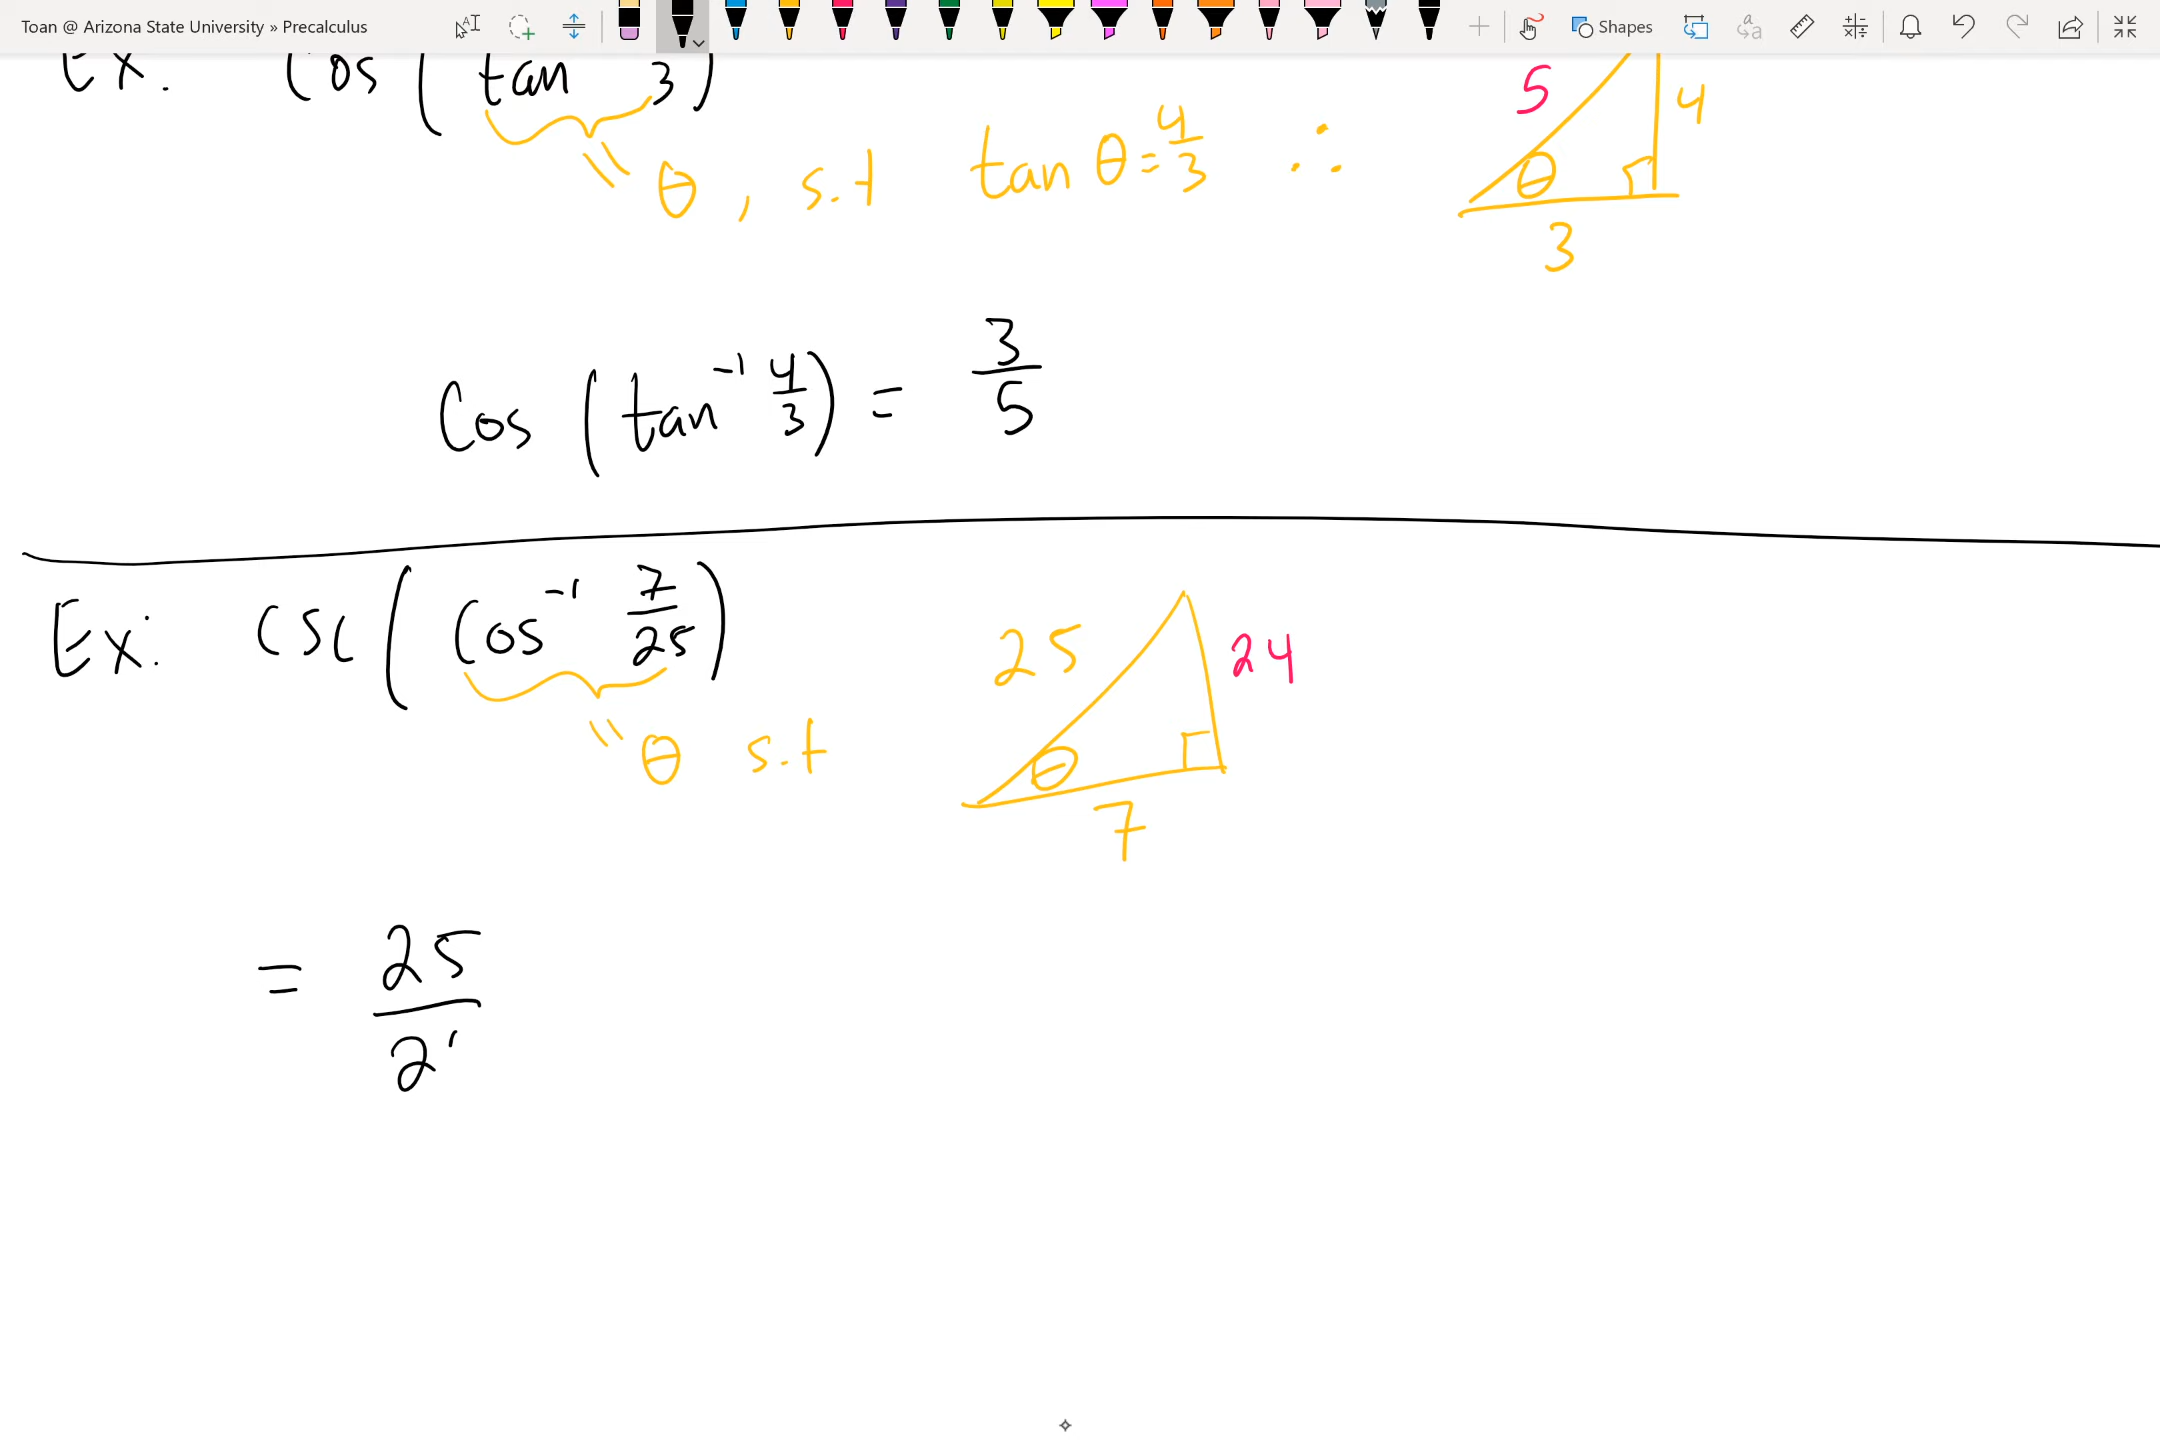 Toan @ Arizona State University » Precalculus
Shapes
Ex. Cos ( tan 3 )
5 4
= θ , s.t tan θ = 4/3 ∴ θ
3
Cos ( tan⁻¹ 4/3 ) = 3/5
Ex: csc ( Cos⁻¹ 7/25 )
25 24
= θ s.t θ
7
= 25/2